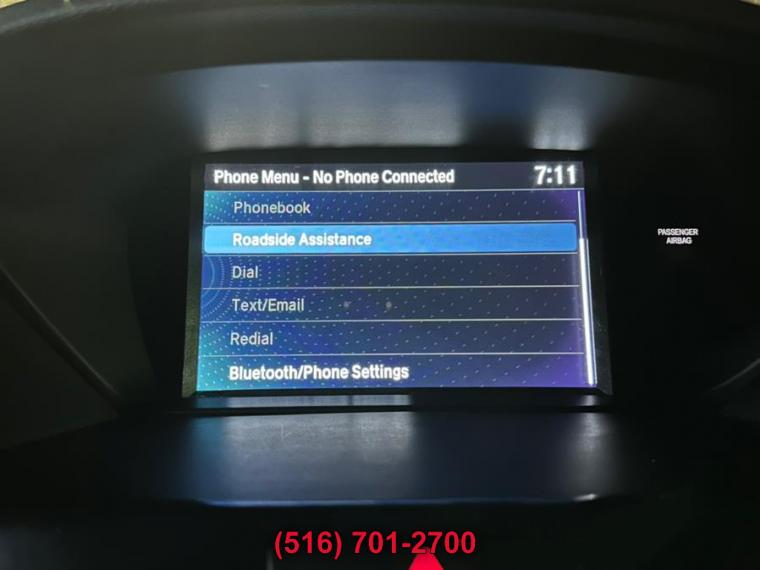 Phone Menu - No Phone Connected 7:11
Phonebook
Roadside Assistance
Dial
Text/Email
Redial
Bluetooth/Phone Settings
PASSENGER
AIRBAG
(516) 701-2700